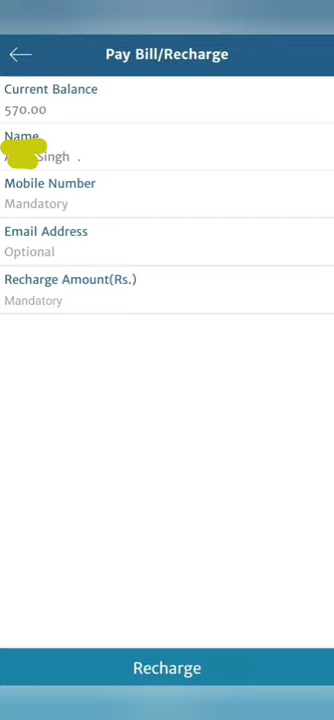 Pay Bill/Recharge
Current Balance
570.00
Name
Singh .
Mobile Number
Mandatory
Email Address
Optional
Recharge Amount(Rs.)
Mandatory
Recharge